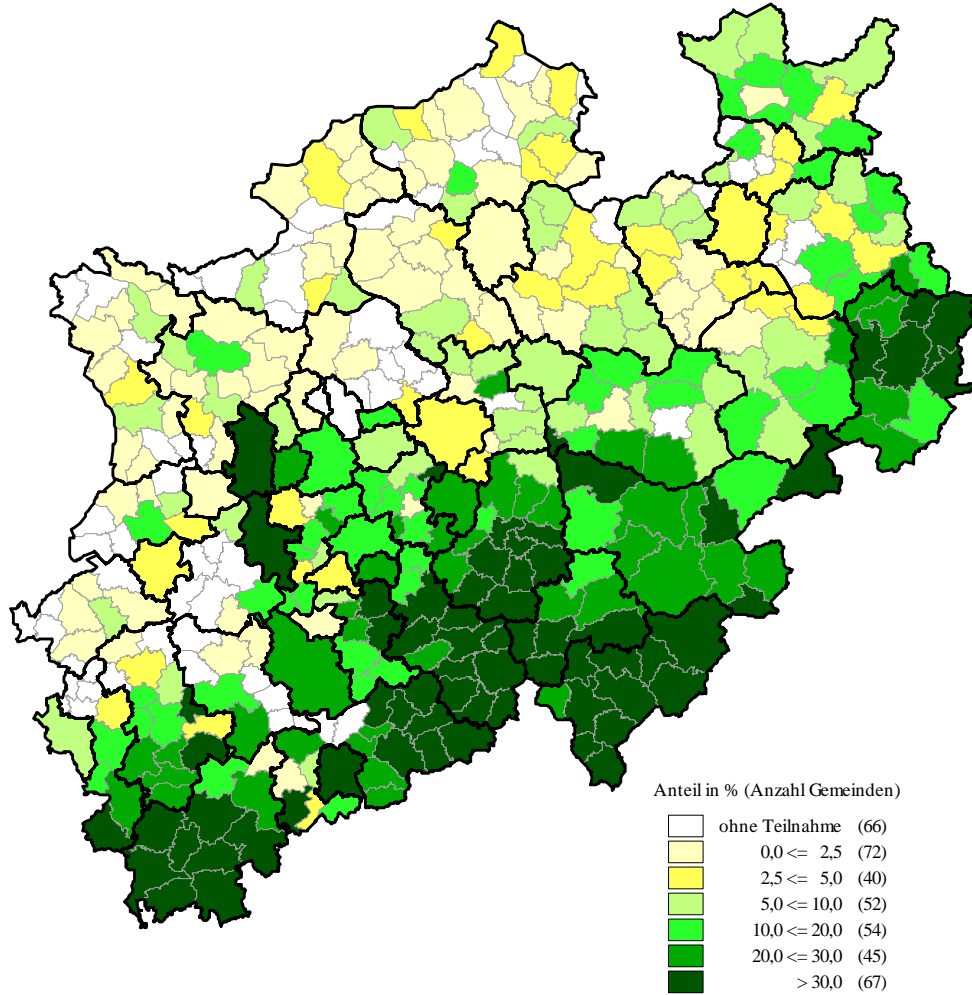 Anteil in % (Anzahl Gemeinden)
ohne Teilnahme (66)
0,0 <= 2,5 (72)
2,5 <= 5,0 (40)
5,0 <= 10,0 (52)
10,0 <= 20,0 (54)
20,0 <= 30,0 (45)
> 30,0 (67)